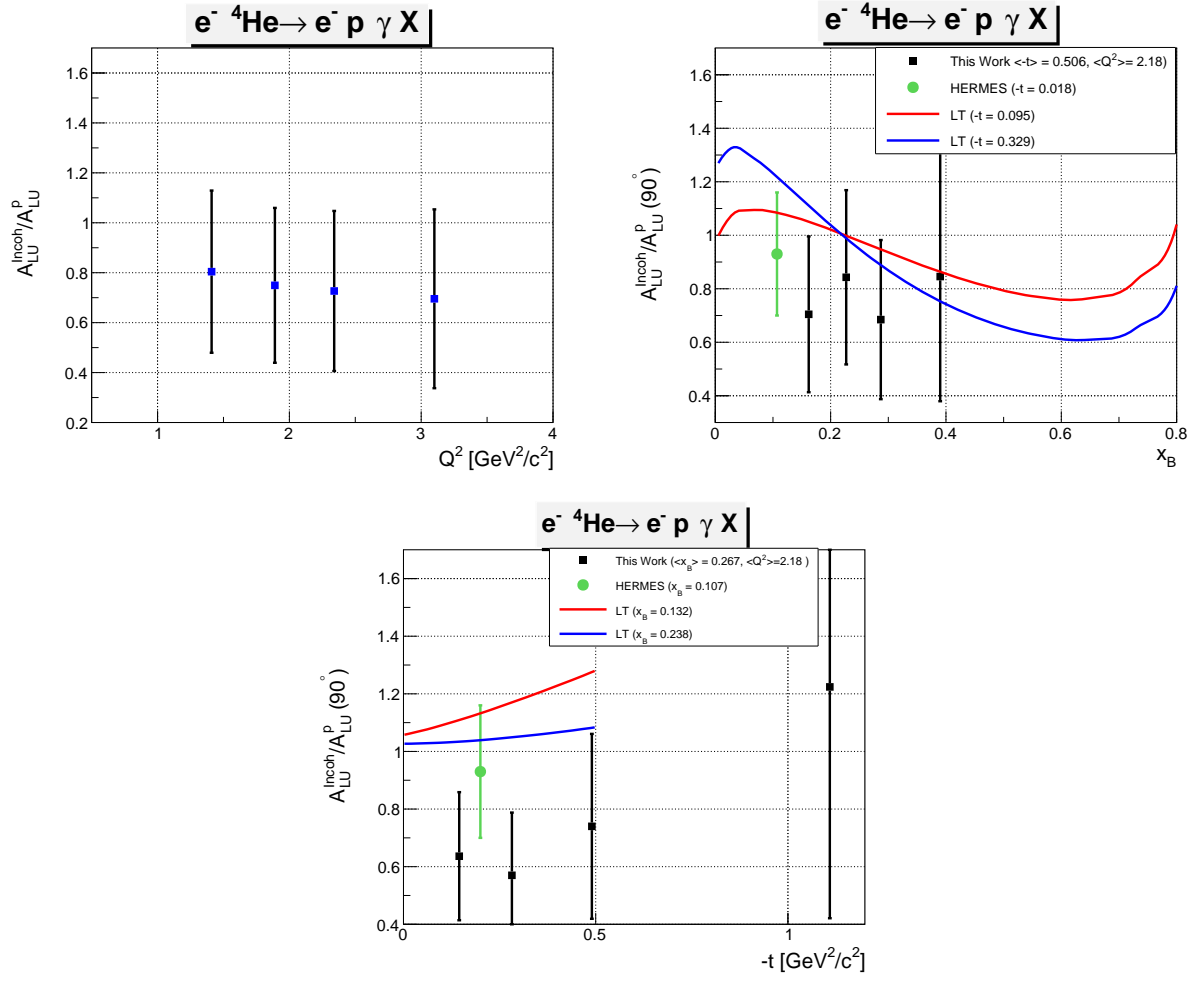 e⁻ ⁴He→ e⁻ p γ X
A_LU^Incoh/A_LU^p
1.6
1.4
1.2
1
0.8
0.6
0.4
0.2
1 2 3 4
Q² [GeV²/c²]
e⁻ ⁴He→ e⁻ p γ X
This Work <-t> = 0.506, <Q²>= 2.18)
HERMES (-t = 0.018)
LT (-t = 0.095)
LT (-t = 0.329)
A_LU^Incoh/A_LU^p (90°)
1.6
1.4
1.2
1
0.8
0.6
0.4
0 0.2 0.4 0.6 0.8
x_B
e⁻ ⁴He→ e⁻ p γ X
This Work (<x_B> = 0.267, <Q²>=2.18 )
HERMES (x_B = 0.107)
LT (x_B = 0.132)
LT (x_B = 0.238)
A_LU^Incoh/A_LU^p (90°)
1.6
1.4
1.2
1
0.8
0.6
0.4
0 0.5 1
-t [GeV²/c²]